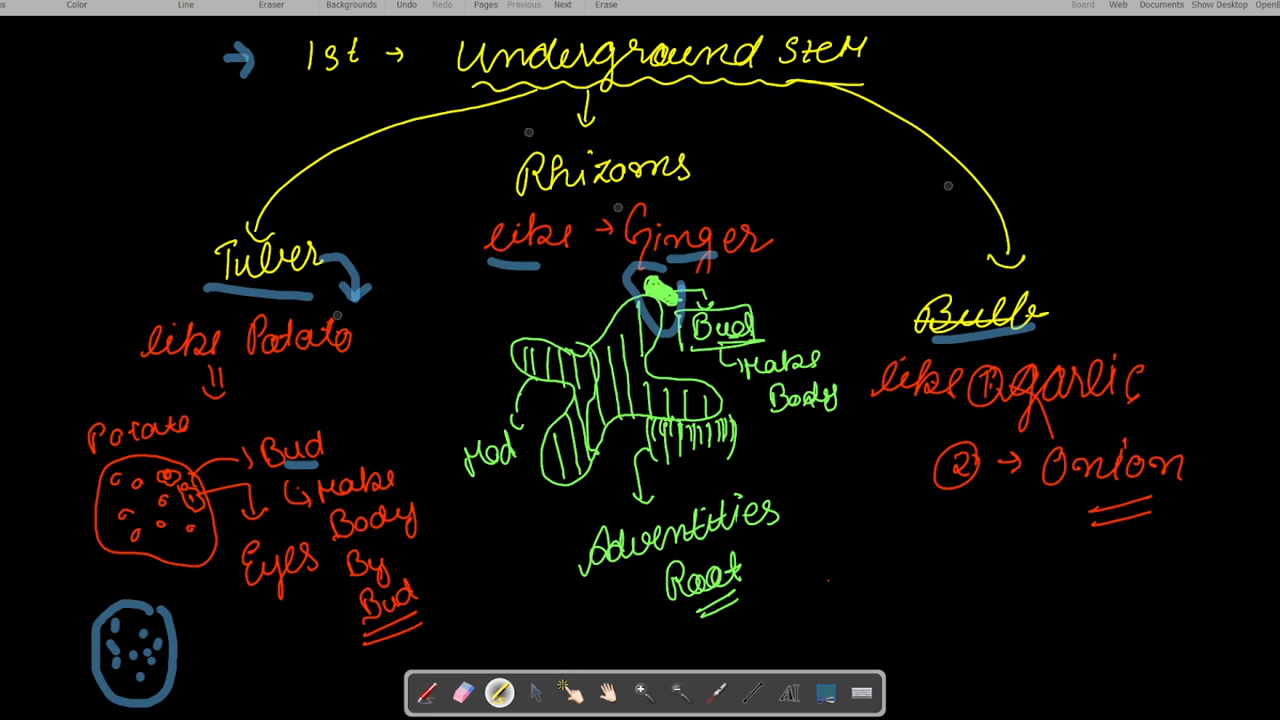 Color Line Eraser Backgrounds Undo Redo Pages Previous Next Erase Board Web Documents Show Desktop
→ 1st → Underground Stem
Rhizoms
like → Ginger
Tuber
like Potato
Potato
Bud
↳ Make
Body
By
Bud
Eyes
Bud
↳ Make
Body
Nod
Adventities
Root
Bulb
like ① garlic
② → Onion